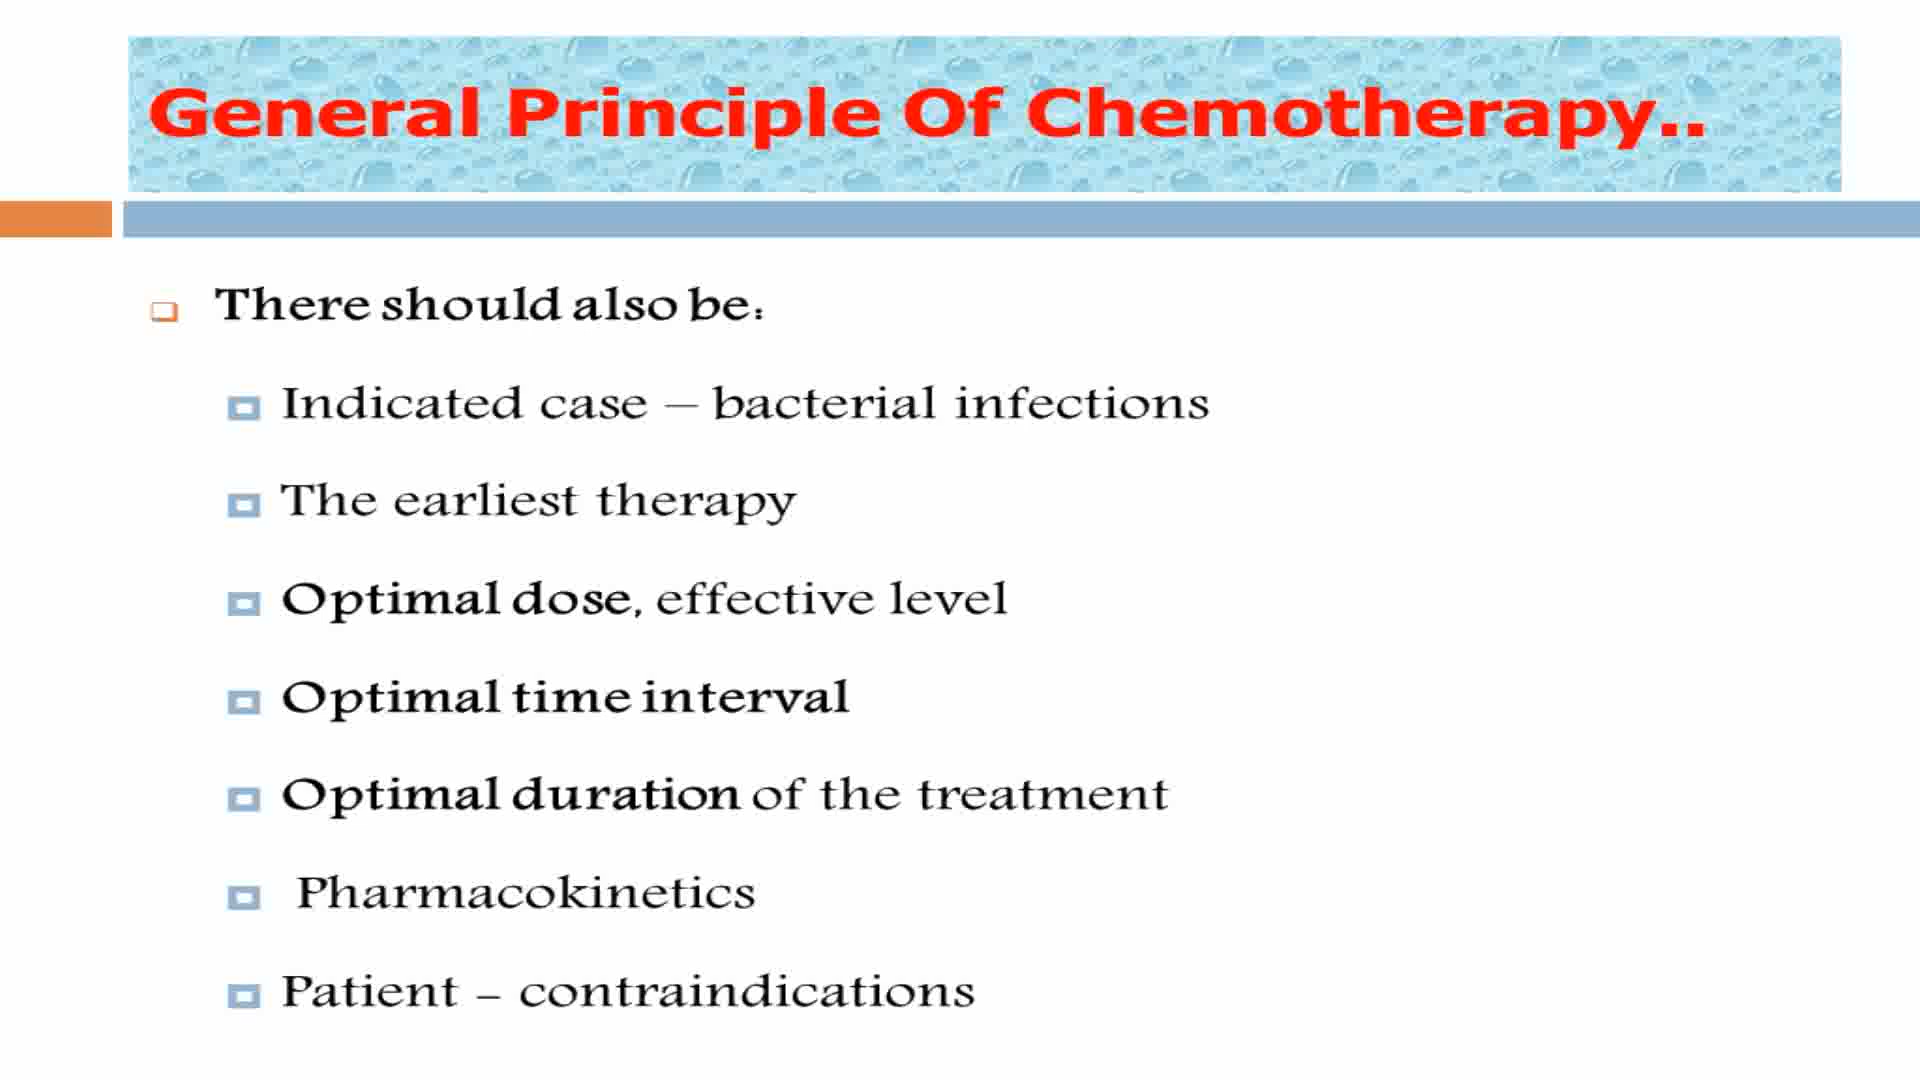 General Principle Of Chemotherapy..
There should also be:
Indicated case – bacterial infections
The earliest therapy
Optimal dose, effective level
Optimal time interval
Optimal duration of the treatment
Pharmacokinetics
Patient – contraindications